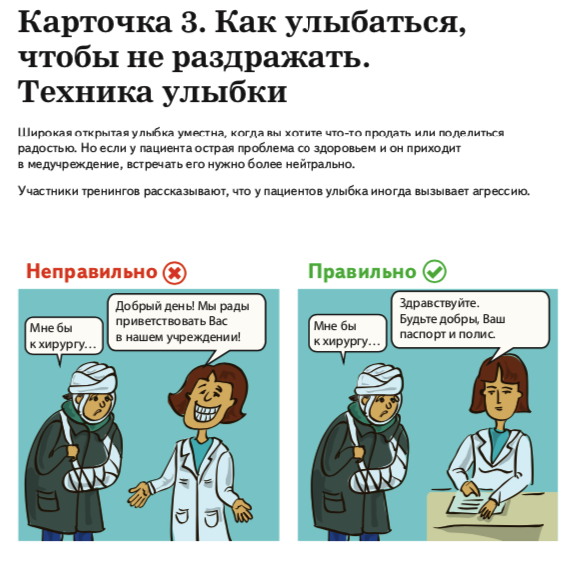 Карточка 3. Как улыбаться,
чтобы не раздражать.
Техника улыбки
Широкая открытая улыбка уместна, когда вы хотите что-то продать или поделиться
радостью. Но если у пациента острая проблема со здоровьем и он приходит
в медучреждение, встречать его нужно более нейтрально.
Участники тренингов рассказывают, что у пациентов улыбка иногда вызывает агрессию.
Неправильно
Мне бы
к хирургу...
Добрый день! Мы рады
приветствовать Вас
в нашем учреждении!
Правильно
Мне бы
к хирургу...
Здравствуйте.
Будьте добры, Ваш
паспорт и полис.